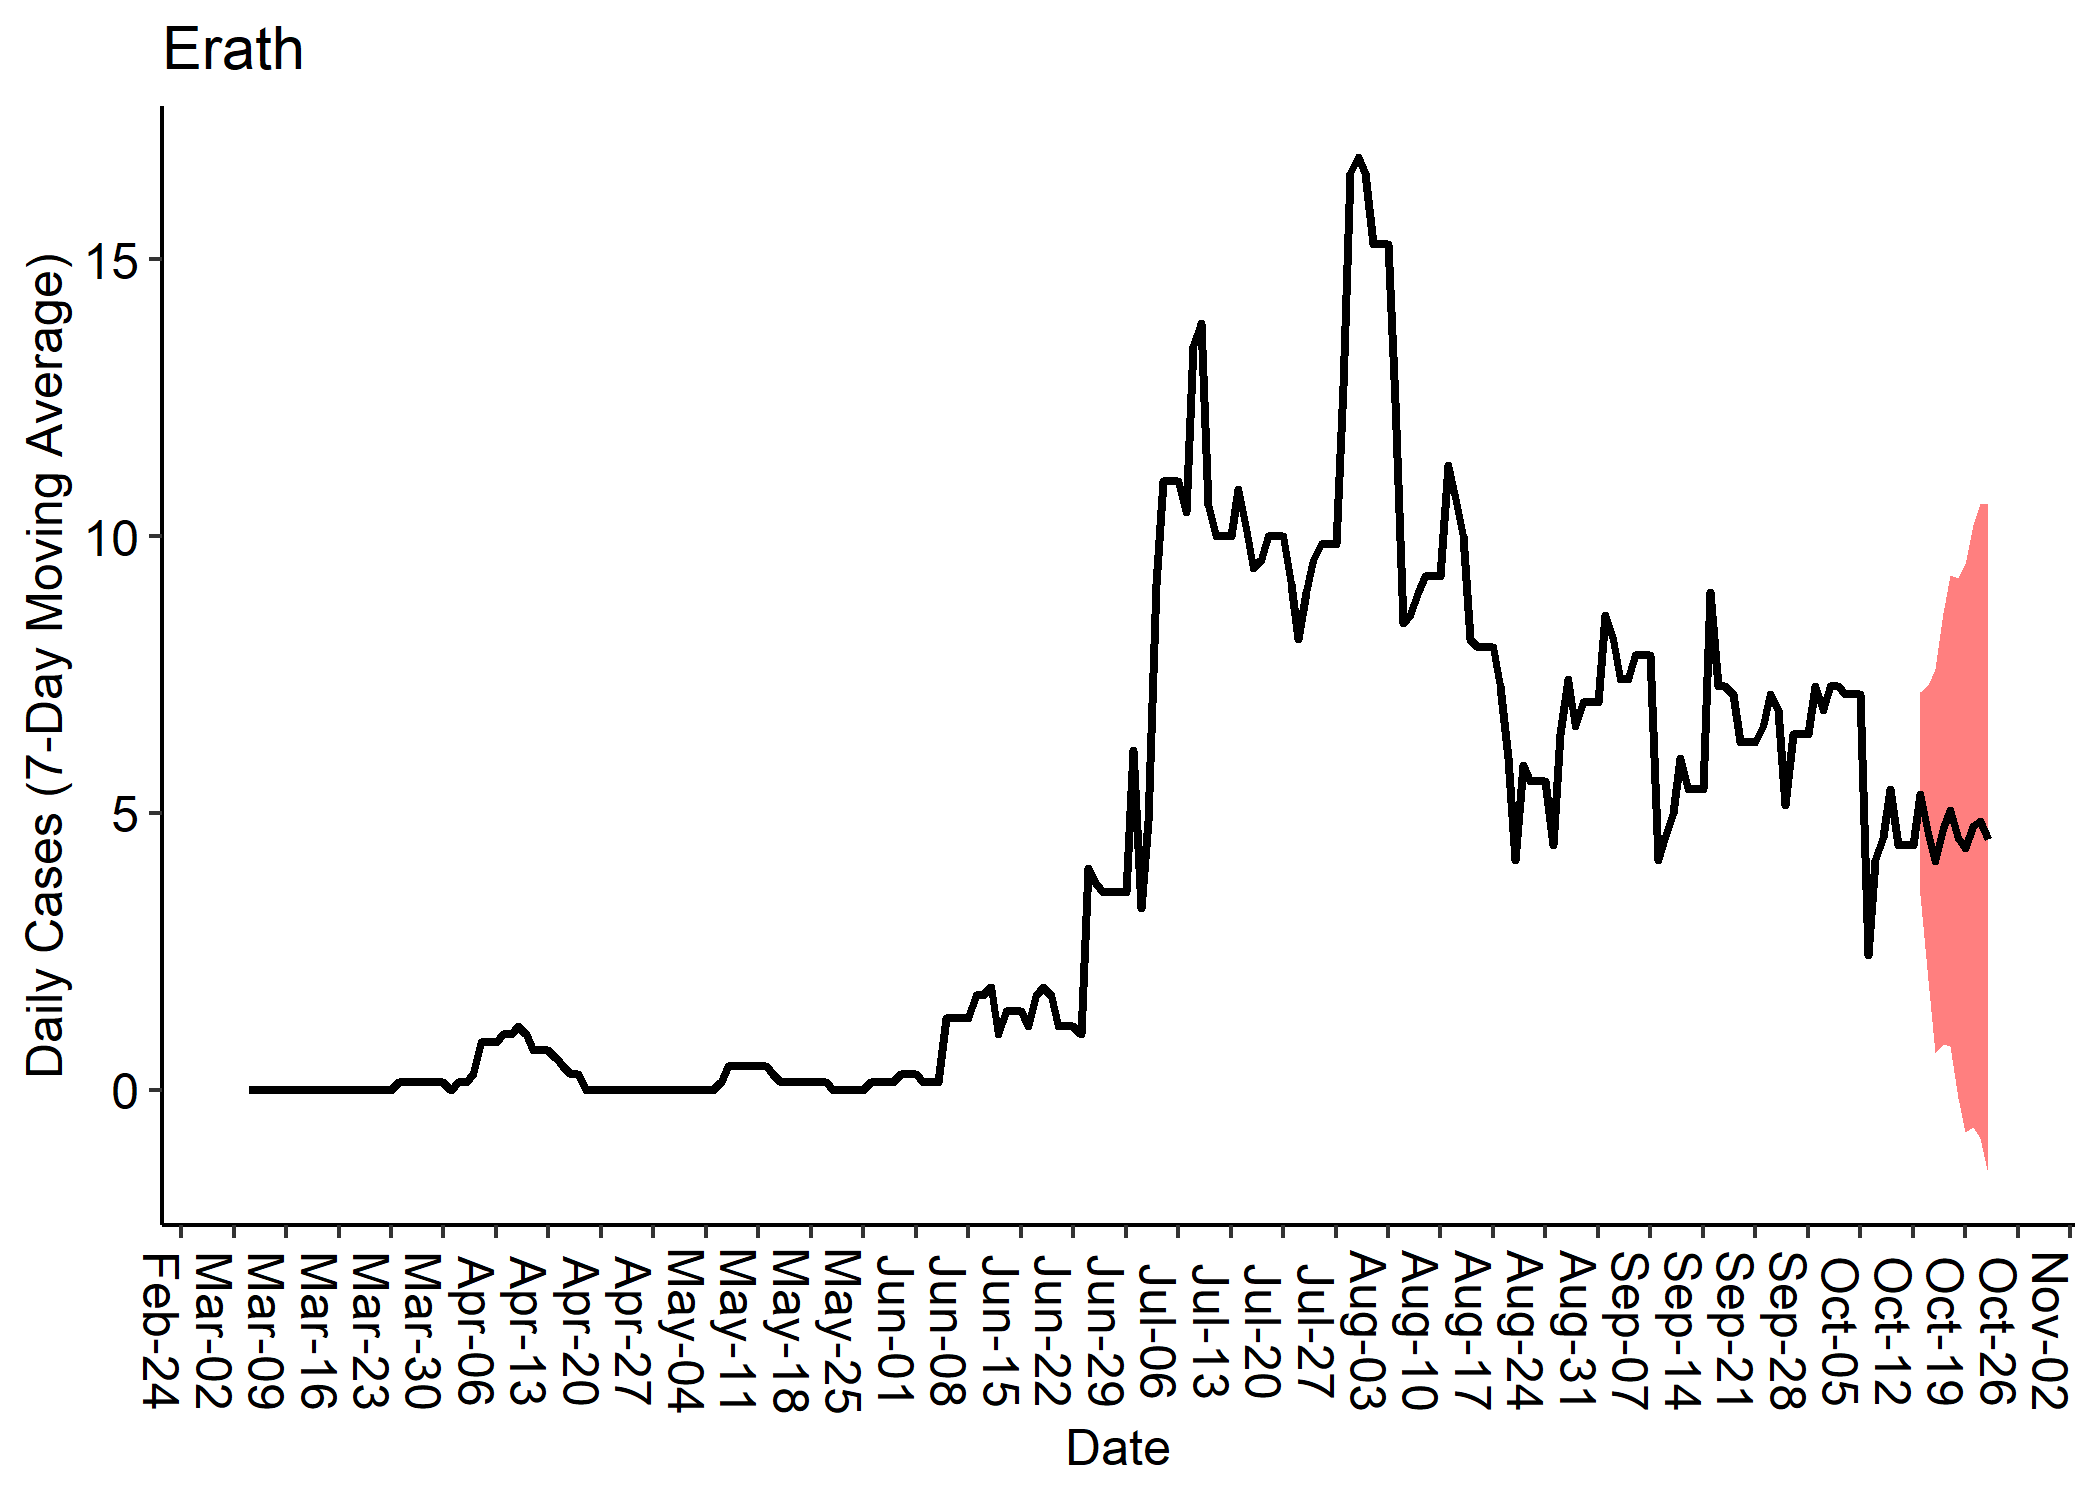 Erath
Daily Cases (7-Day Moving Average)
15
10
5
0
Feb-24
Mar-02
Mar-09
Mar-16
Mar-23
Mar-30
Apr-06
Apr-13
Apr-20
Apr-27
May-04
May-11
May-18
May-25
Jun-01
Jun-08
Jun-15
Jun-22
Jun-29
Jul-06
Jul-13
Jul-20
Jul-27
Aug-03
Aug-10
Aug-17
Aug-24
Aug-31
Sep-07
Sep-14
Sep-21
Sep-28
Oct-05
Oct-12
Oct-19
Oct-26
Nov-02
Date